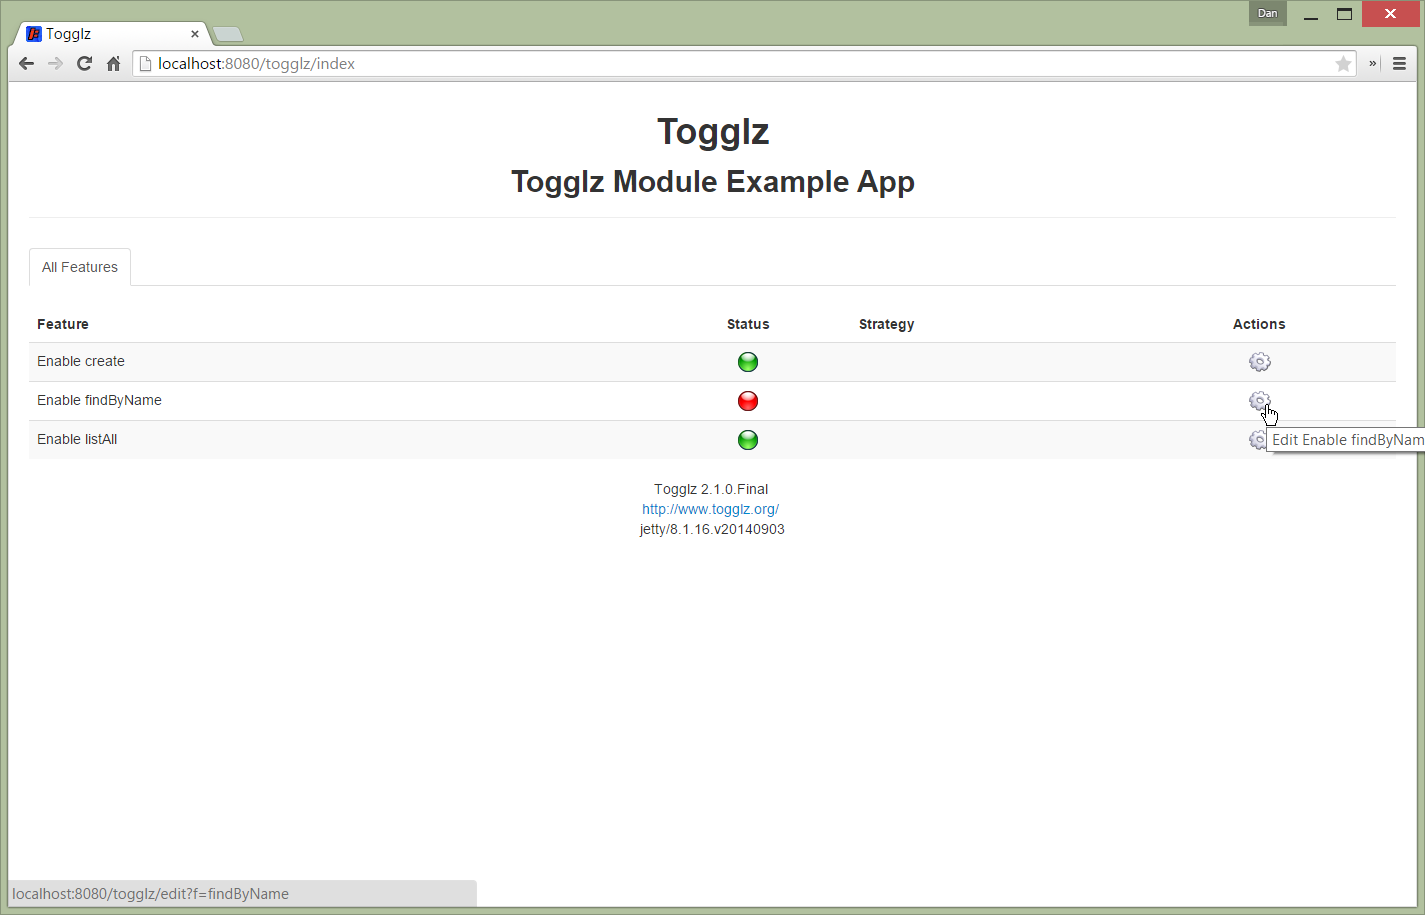 Dan
Togglz
localhost:8080/togglz/index
Togglz
Togglz Module Example App
All Features
Feature Status Strategy Actions
Enable create
Enable findByName
Enable listAll
Edit Enable findByNam
Togglz 2.1.0.Final
http://www.togglz.org/
jetty/8.1.16.v20140903
localhost:8080/togglz/edit?f=findByName